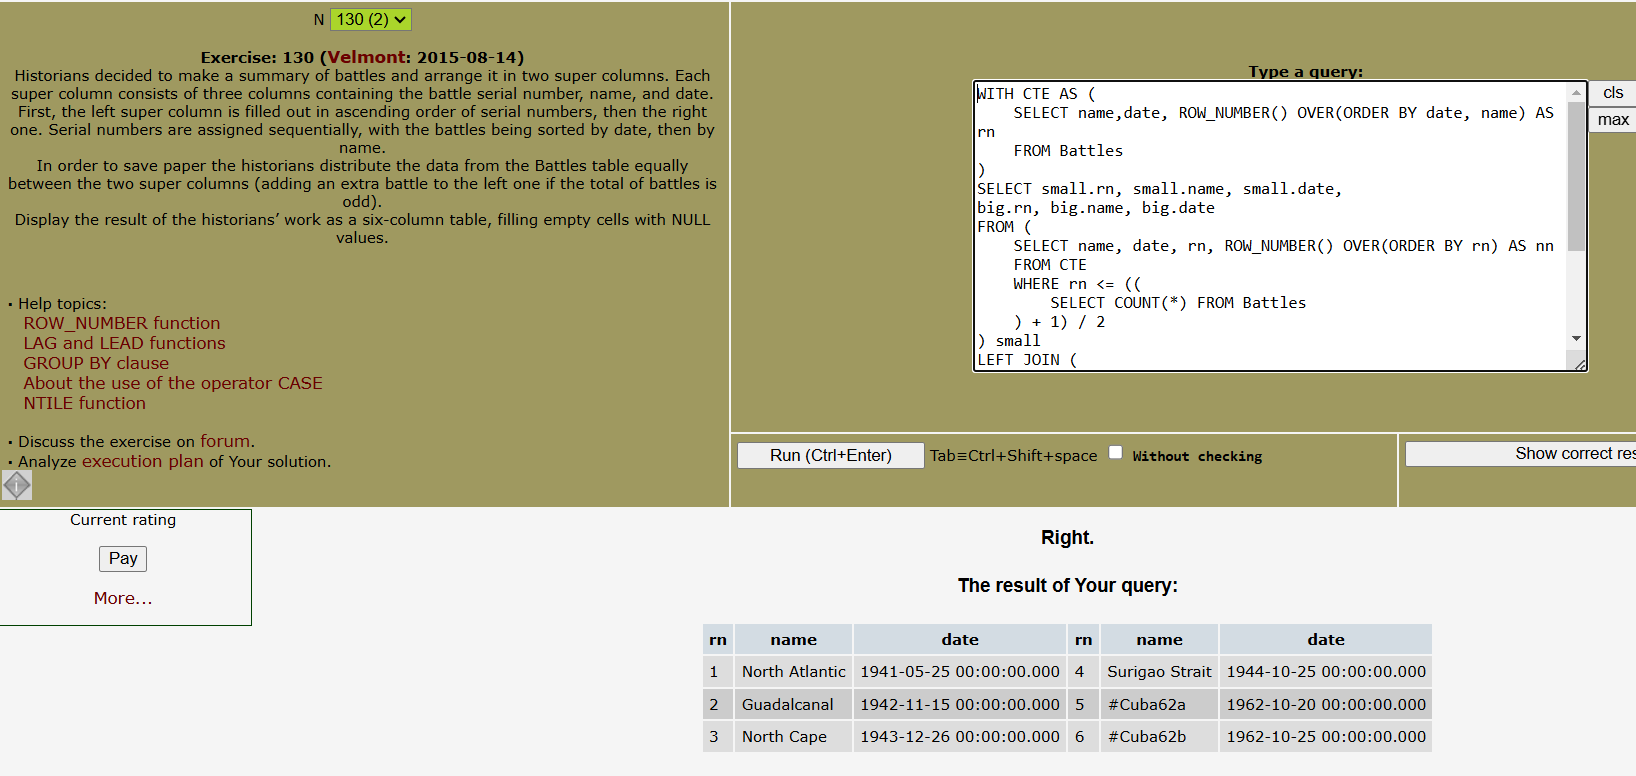 N 130 (2)
Exercise: 130 (Velmont: 2015-08-14)
Historians decided to make a summary of battles and arrange it in two super columns. Each
super column consists of three columns containing the battle serial number, name, and date.
First, the left super column is filled out in ascending order of serial numbers, then the right
one. Serial numbers are assigned sequentially, with the battles being sorted by date, then by
name.
In order to save paper the historians distribute the data from the Battles table equally
between the two super columns (adding an extra battle to the left one if the total of battles is
odd).
Display the result of the historians’ work as a six-column table, filling empty cells with NULL
values.
· Help topics:
ROW_NUMBER function
LAG and LEAD functions
GROUP BY clause
About the use of the operator CASE
NTILE function
· Discuss the exercise on forum.
· Analyze execution plan of Your solution.
Type a query:
WITH CTE AS (
SELECT name,date, ROW_NUMBER() OVER(ORDER BY date, name) AS
rn
FROM Battles
)
SELECT small.rn, small.name, small.date,
big.rn, big.name, big.date
FROM (
SELECT name, date, rn, ROW_NUMBER() OVER(ORDER BY rn) AS nn
FROM CTE
WHERE rn <= ((
SELECT COUNT(*) FROM Battles
) + 1) / 2
) small
LEFT JOIN (
cls
max
Run (Ctrl+Enter) Tab≡Ctrl+Shift+space Without checking
Show correct res
Current rating
Pay
More...
Right.
The result of Your query:
rn name date rn name date
1 North Atlantic 1941-05-25 00:00:00.000 4 Surigao Strait 1944-10-25 00:00:00.000
2 Guadalcanal 1942-11-15 00:00:00.000 5 #Cuba62a 1962-10-20 00:00:00.000
3 North Cape 1943-12-26 00:00:00.000 6 #Cuba62b 1962-10-25 00:00:00.000